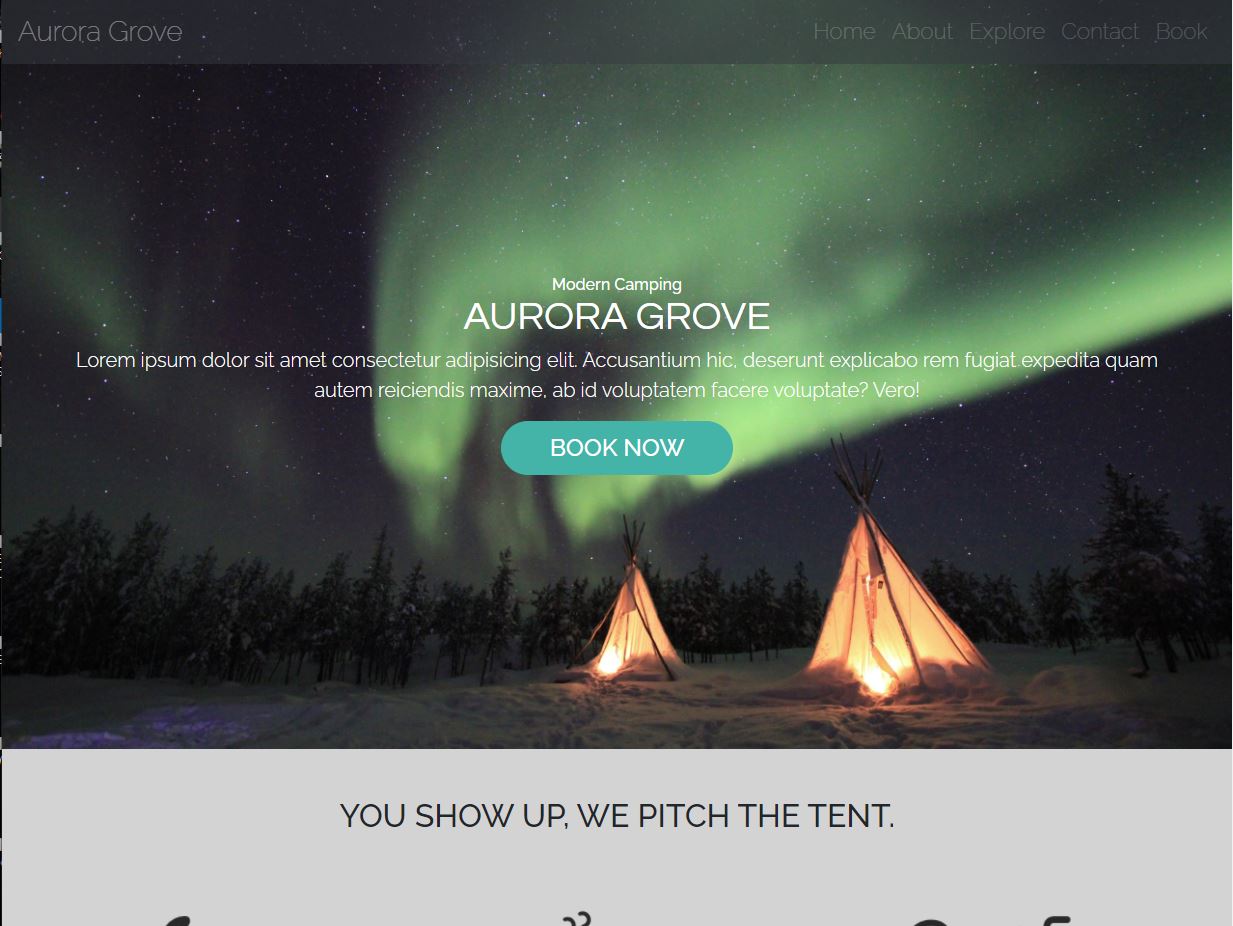 Aurora Grove
Home About Explore Contact Book
Modern Camping
AURORA GROVE
Lorem ipsum dolor sit amet consectetur adipisicing elit. Accusantium hic, deserunt explicabo rem fugiat expedita quam
autem reiciendis maxime, ab id voluptatem facere voluptate? Vero!
BOOK NOW
YOU SHOW UP, WE PITCH THE TENT.